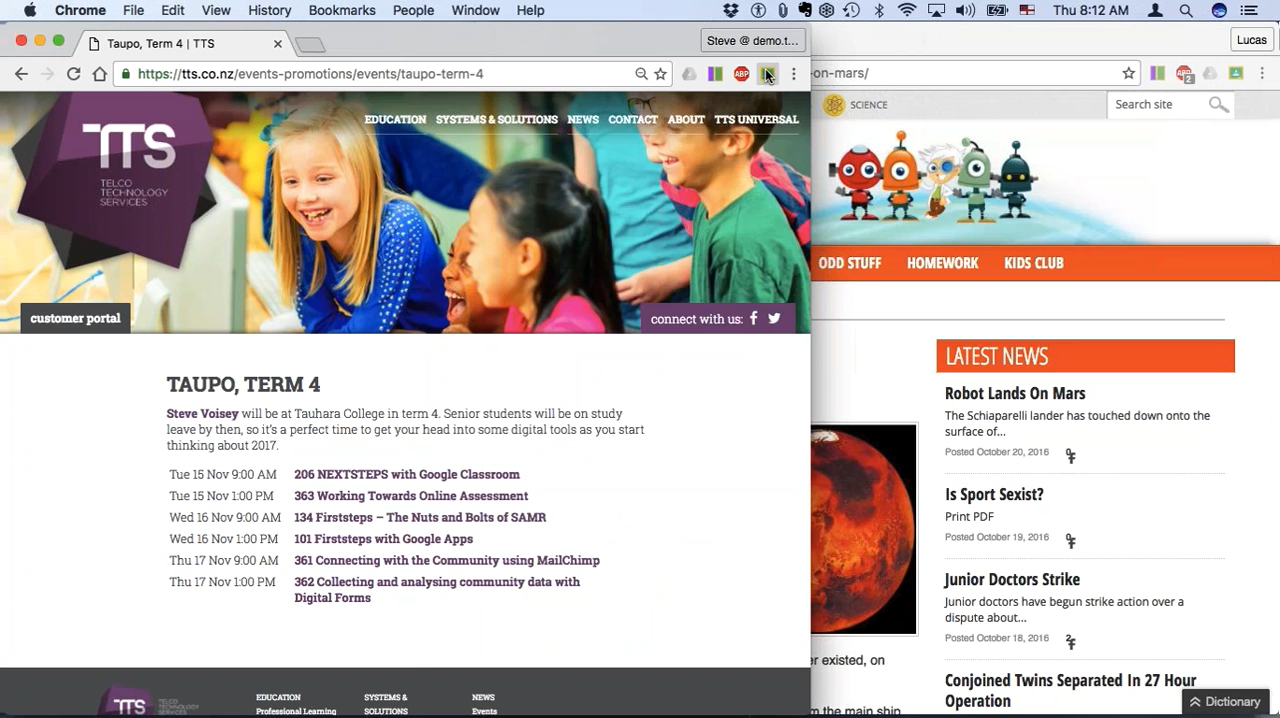 Chrome File Edit View History Bookmarks People Window Help
Thu 8:12 AM
Taupo, Term 4 | TTS
Steve @ demo.t...
Lucas
https://tts.co.nz/events-promotions/events/taupo-term-4
ABP
-on-mars/
2
TTS
TELCO
TECHNOLOGY
SERVICES
EDUCATION SYSTEMS & SOLUTIONS NEWS CONTACT ABOUT TTS UNIVERSAL
customer portal
connect with us:
TAUPO, TERM 4
Steve Voisey will be at Tauhara College in term 4. Senior students will be on study
leave by then, so it's a perfect time to get your head into some digital tools as you start
thinking about 2017.
Tue 15 Nov 9:00 AM 206 NEXTSTEPS with Google Classroom
Tue 15 Nov 1:00 PM 363 Working Towards Online Assessment
Wed 16 Nov 9:00 AM 134 Firststeps – The Nuts and Bolts of SAMR
Wed 16 Nov 1:00 PM 101 Firststeps with Google Apps
Thu 17 Nov 9:00 AM 361 Connecting with the Community using MailChimp
Thu 17 Nov 1:00 PM 362 Collecting and analysing community data with
Digital Forms
TTS
EDUCATION
Professional Learning
SYSTEMS &
SOLUTIONS
NEWS
Events
SCIENCE
Search site
ODD STUFF HOMEWORK KIDS CLUB
LATEST NEWS
Robot Lands On Mars
The Schiaparelli lander has touched down onto the
surface of...
Posted October 20, 2016
Is Sport Sexist?
Print PDF
Posted October 19, 2016
Junior Doctors Strike
Junior doctors have begun strike action over a
dispute about...
Posted October 18, 2016
Conjoined Twins Separated In 27 Hour
Operation
er existed, on
m the main ship
Dictionary